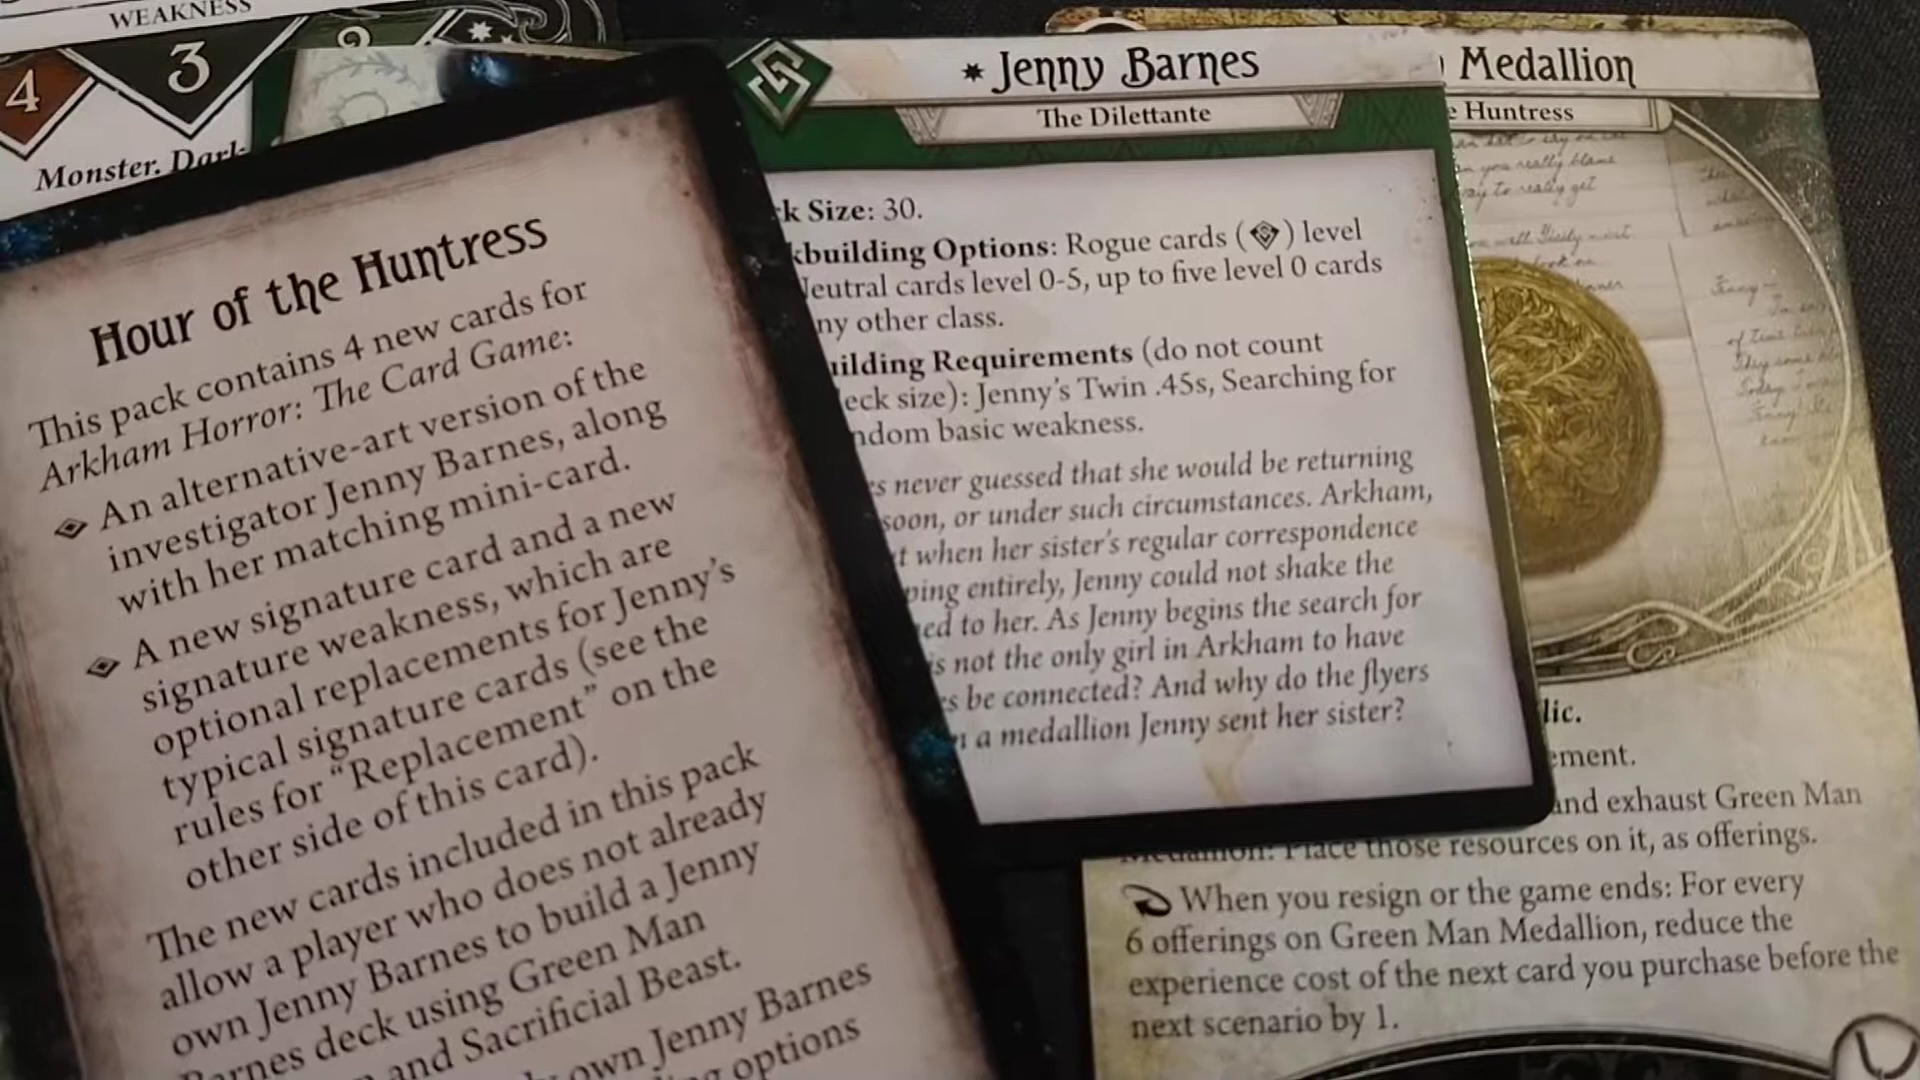 WEAKNESS
4
3
2
Monster. Dark
Hour of the Huntress
This pack contains 4 new cards for
Arkham Horror: The Card Game:
An alternative-art version of the
investigator Jenny Barnes, along
with her matching mini-card.
A new signature card and a new
signature weakness, which are
optional replacements for Jenny's
typical signature cards (see the
rules for “Replacement” on the
other side of this card).
The new cards included in this pack
allow a player who does not already
own Jenny Barnes to build a Jenny
Barnes deck using Green Man
and Sacrificial Beast.
own Jenny Barnes
options
Jenny Barnes
The Dilettante
k Size: 30.
kbuilding Options: Rogue cards ( ) level
Neutral cards level 0-5, up to five level 0 cards
ny other class.
uilding Requirements (do not count
eck size): Jenny's Twin .45s, Searching for
ndom basic weakness.
s never guessed that she would be returning
soon, or under such circumstances. Arkham,
t when her sister's regular correspondence
ping entirely, Jenny could not shake the
ed to her. As Jenny begins the search for
s not the only girl in Arkham to have
s be connected? And why do the flyers
n a medallion Jenny sent her sister?
Medallion
e Huntress
you really blame
way to really get
lic.
ement.
and exhaust Green Man
Medallion: Place those resources on it, as offerings.
When you resign or the game ends: For every
6 offerings on Green Man Medallion, reduce the
experience cost of the next card you purchase before the
next scenario by 1.